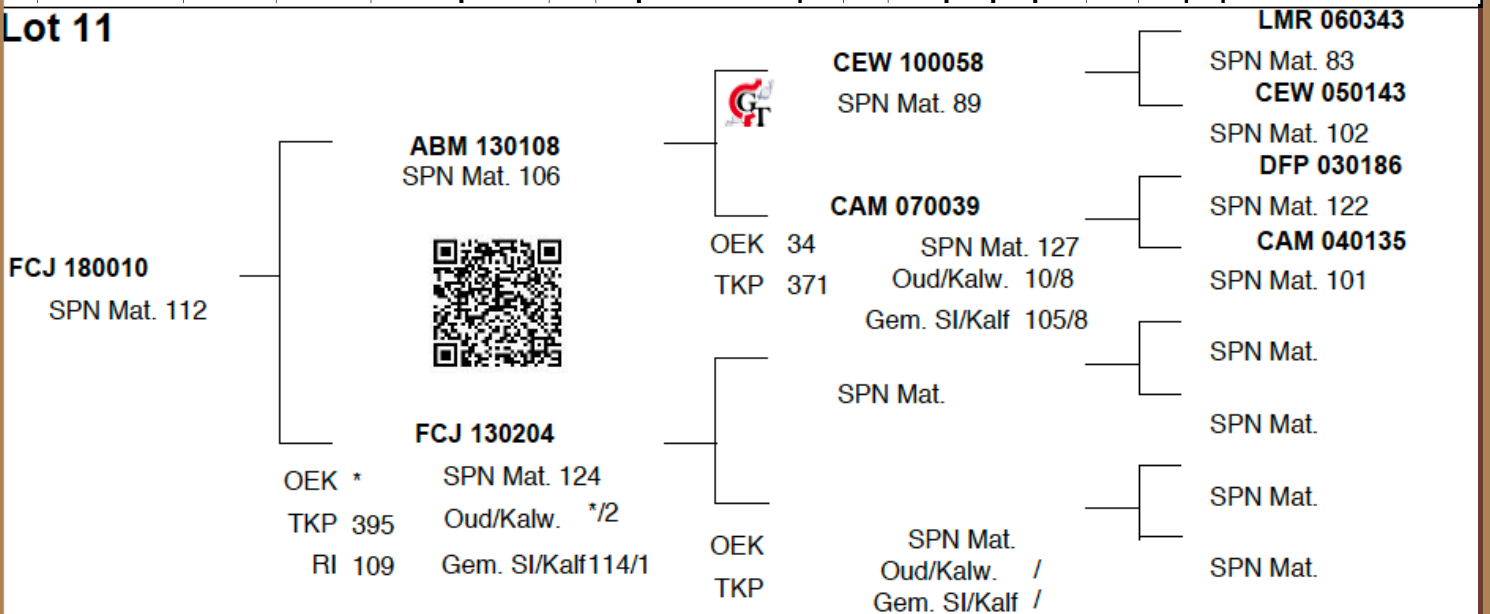 Lot 11
FCJ 180010
SPN Mat. 112
ABM 130108
SPN Mat. 106
FCJ 130204
OEK *
SPN Mat. 124
TKP 395
Oud/Kalw. */2
RI 109
Gem. SI/Kalf114/1
GT
CEW 100058
SPN Mat. 89
CAM 070039
OEK 34
SPN Mat. 127
TKP 371
Oud/Kalw. 10/8
Gem. SI/Kalf 105/8
SPN Mat.
OEK
SPN Mat.
Oud/Kalw. /
TKP
Gem. SI/Kalf /
LMR 060343
SPN Mat. 83
CEW 050143
SPN Mat. 102
DFP 030186
SPN Mat. 122
CAM 040135
SPN Mat. 101
SPN Mat.
SPN Mat.
SPN Mat.
SPN Mat.